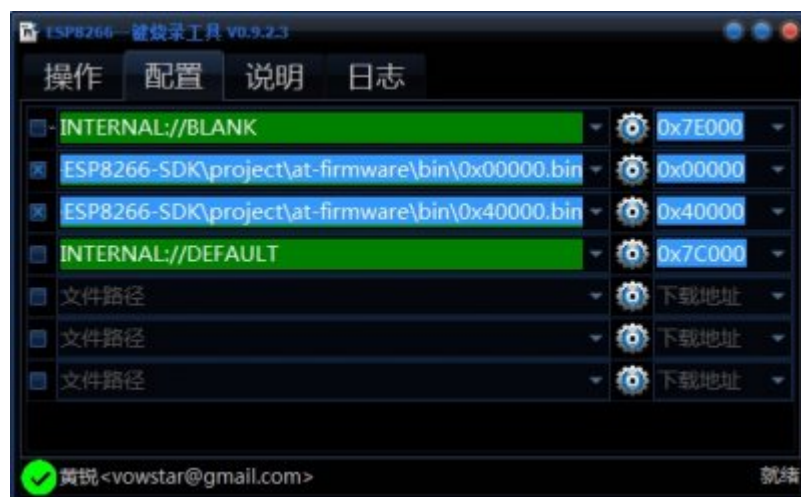 ESP8266一键烧录工具 V0.9.2.3
操作 配置 说明 日志
INTERNAL://BLANK 0x7E000
ESP8266-SDK\project\at-firmware\bin\0x00000.bin 0x00000
ESP8266-SDK\project\at-firmware\bin\0x40000.bin 0x40000
INTERNAL://DEFAULT 0x7C000
文件路径 下载地址
文件路径 下载地址
文件路径 下载地址
黄锐<vowstar@gmail.com> 就绪